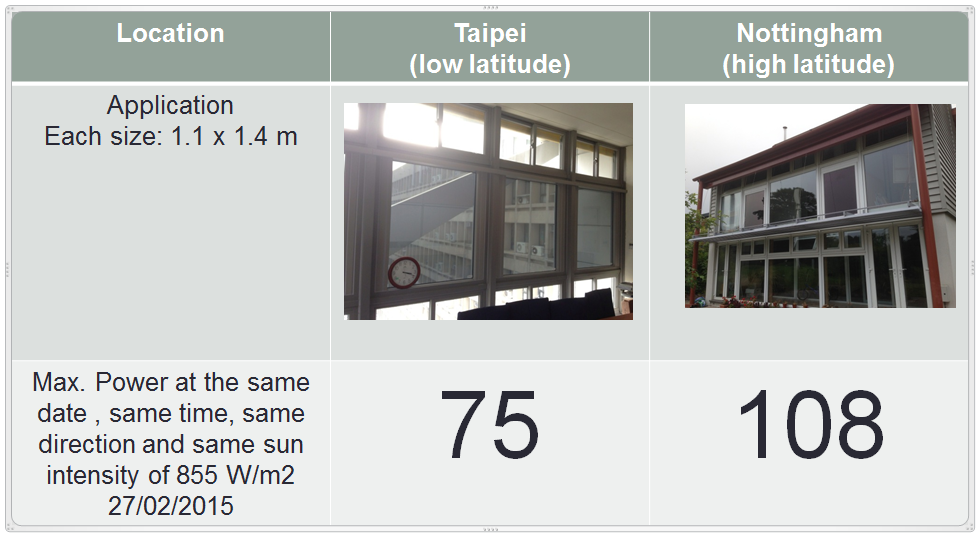 Location
Taipei
(low latitude)
Nottingham
(high latitude)
Application
Each size: 1.1 x 1.4 m
Max. Power at the same
date , same time, same
direction and same sun
intensity of 855 W/m2
27/02/2015
75
108